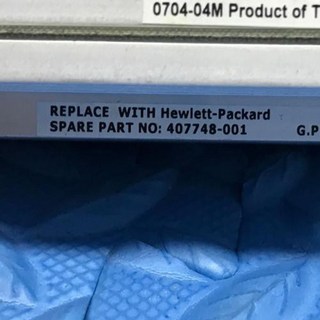 0704-04M Product of T
REPLACE WITH Hewlett-Packard
SPARE PART NO: 407748-001 G.P